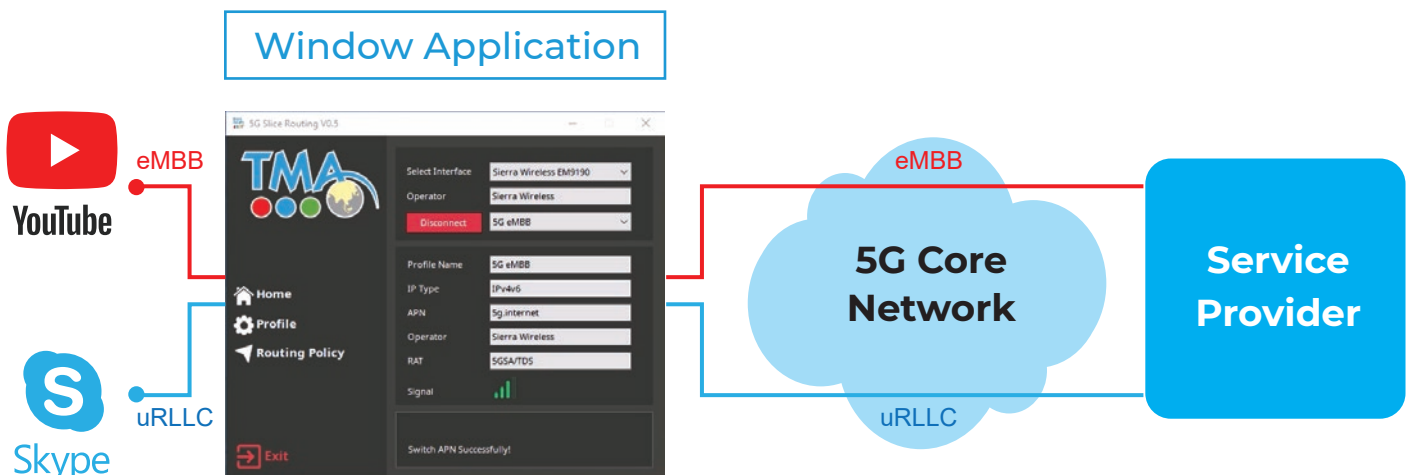 Window Application
5G Slice Routing V0.5
YouTube
eMBB
TMA
Select Interface
Sierra Wireless EM9190
Operator
Sierra Wireless
Disconnect
5G eMBB
Profile Name
5G eMBB
IP Type
IPv4v6
APN
5g.internet
Operator
Sierra Wireless
RAT
5GSA/TDS
Signal
Home
Profile
Routing Policy
Exit
Switch APN Successfully!
S
Skype
uRLLC
eMBB
5G Core
Network
uRLLC
Service
Provider